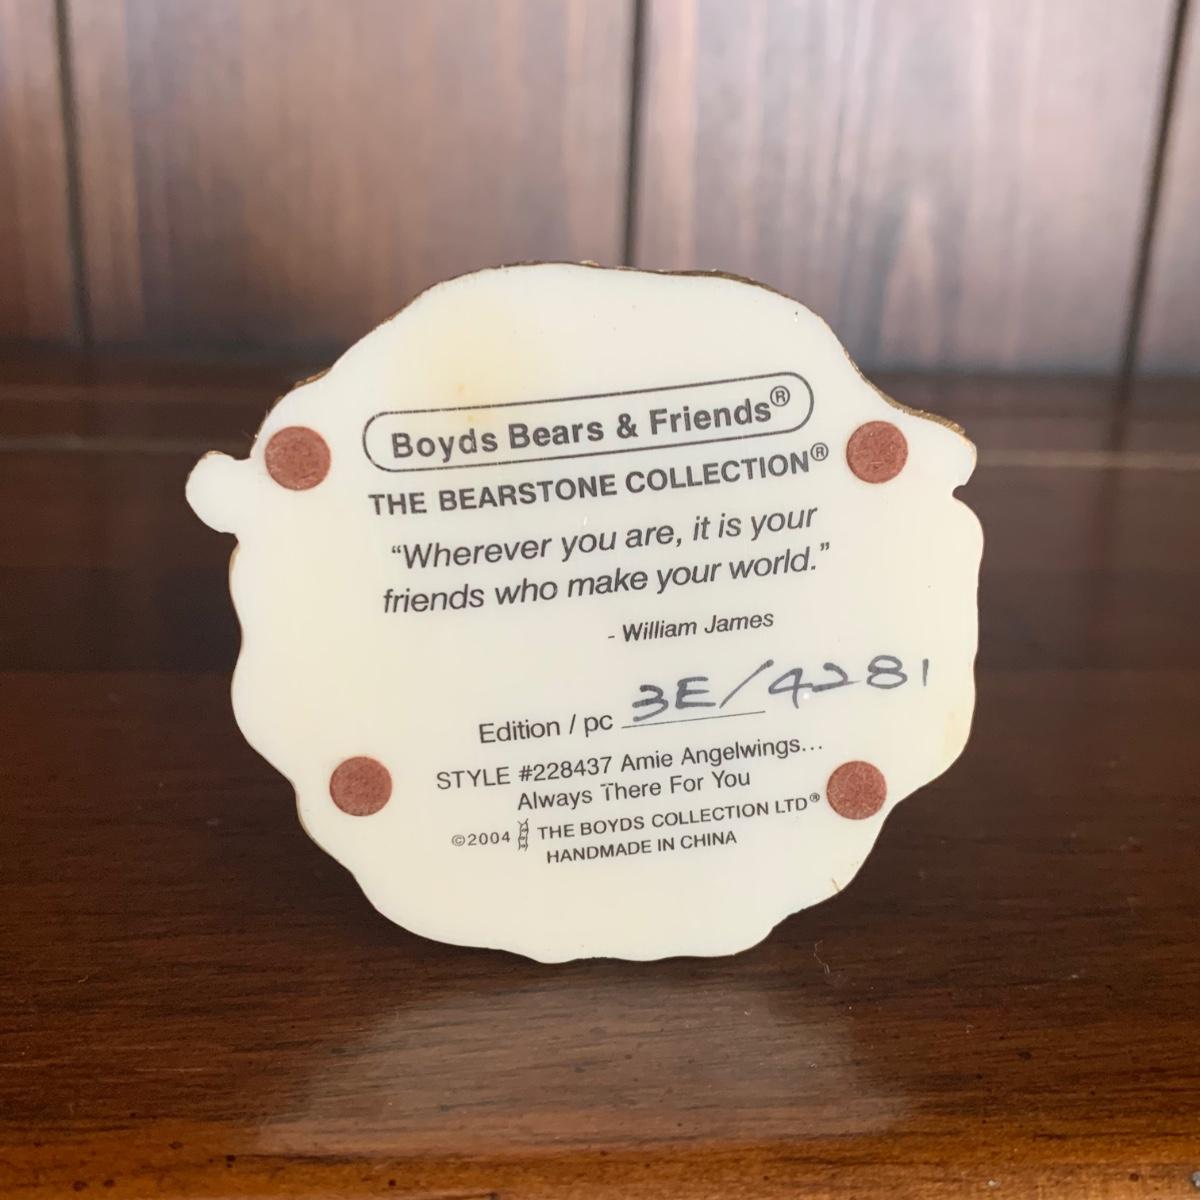 Boyds Bears & Friends®
THE BEARSTONE COLLECTION®
“Wherever you are, it is your
friends who make your world.”
- William James
Edition / pc 3E/4281
STYLE #228437 Amie Angelwings...
Always There For You
©2004 THE BOYDS COLLECTION LTD®
HANDMADE IN CHINA